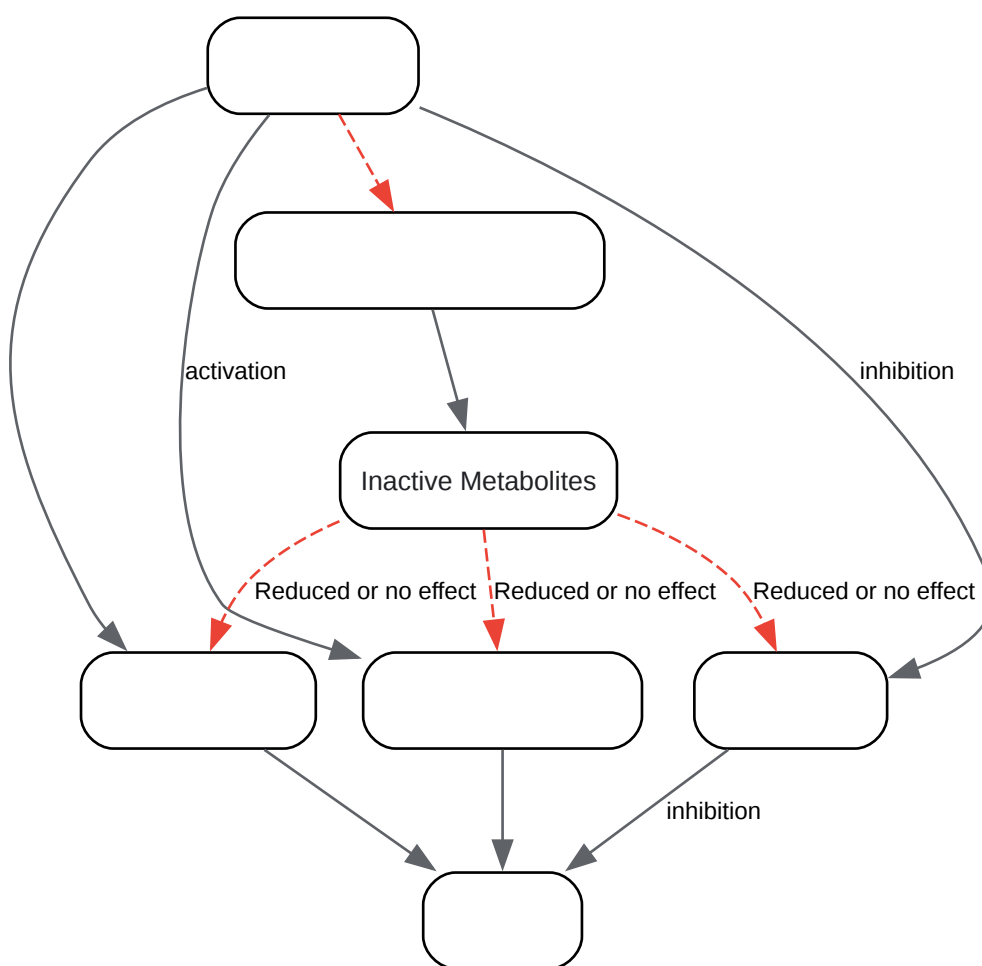 activation
inhibition
Inactive Metabolites
Reduced or no effect
Reduced or no effect
Reduced or no effect
inhibition